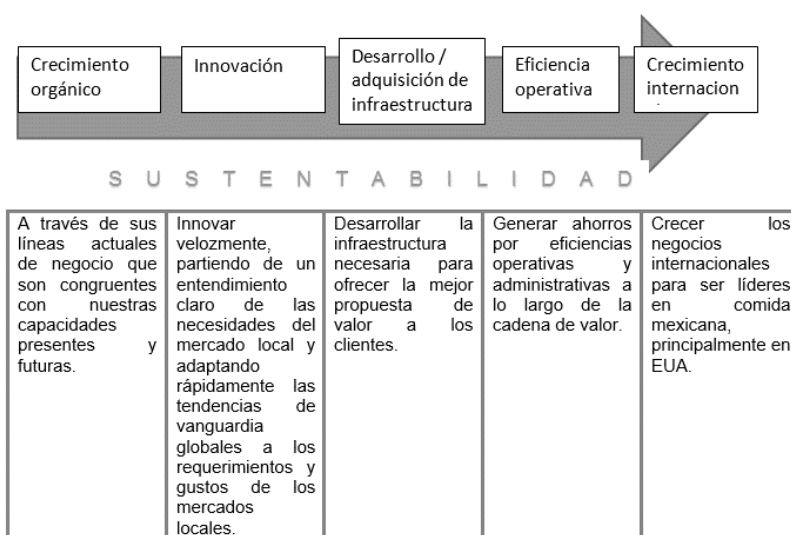 Crecimiento
orgánico
Innovación
Desarrollo /
adquisición de
infraestructura
Eficiencia
operativa
Crecimiento
internacion
SUSTENTABILIDAD
A través de sus
líneas actuales
de negocio que
son congruentes
con nuestras
capacidades
presentes y
futuras.
Innovar
velozmente,
partiendo de un
entendimiento
claro de las
necesidades del
mercado local y
adaptando
rápidamente las
tendencias de
vanguardia
globales a los
requerimientos y
gustos de los
mercados
locales.
Desarrollar la
infraestructura
necesaria para
ofrecer la mejor
propuesta de
valor a los
clientes.
Generar ahorros
por eficiencias
operativas y
administrativas a
lo largo de la
cadena de valor.
Crecer los
negocios
internacionales
para ser líderes
en comida
mexicana,
principalmente en
EUA.